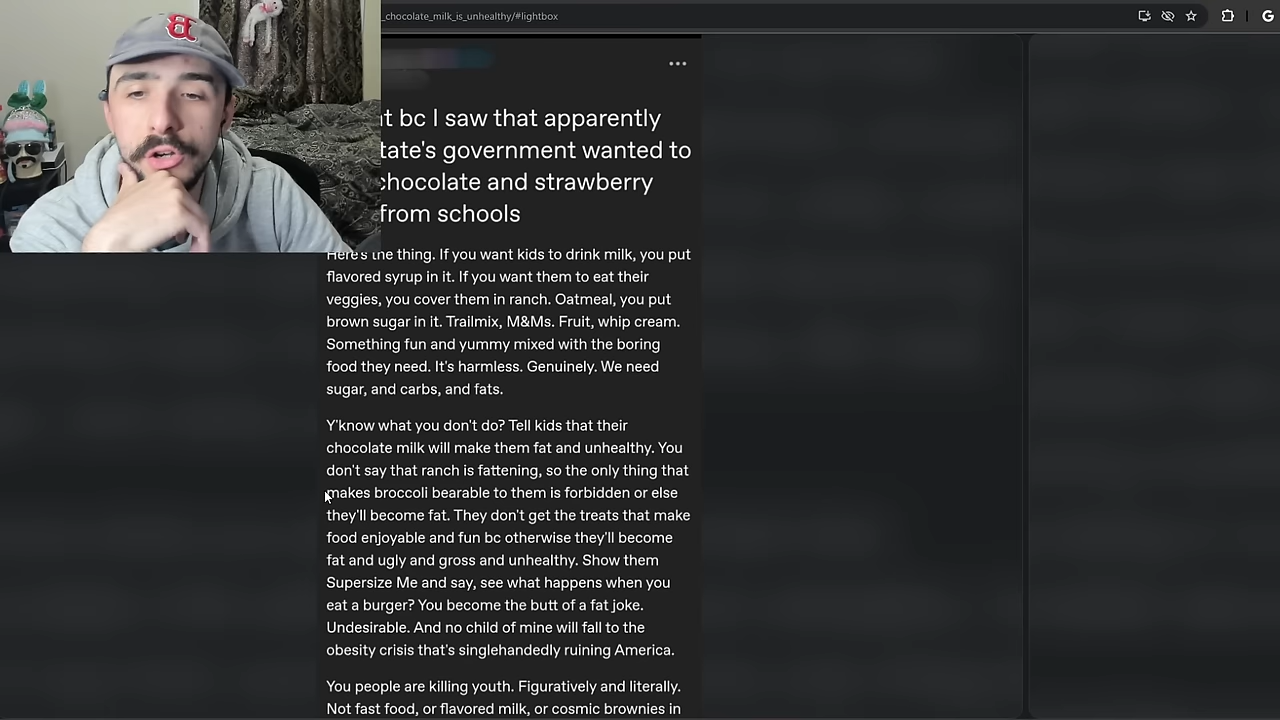 _chocolate_milk_is_unhealthy/#lightbox
B
t bc I saw that apparently
tate's government wanted to
chocolate and strawberry
from schools
Here's the thing. If you want kids to drink milk, you put
flavored syrup in it. If you want them to eat their
veggies, you cover them in ranch. Oatmeal, you put
brown sugar in it. Trailmix, M&Ms. Fruit, whip cream.
Something fun and yummy mixed with the boring
food they need. It's harmless. Genuinely. We need
sugar, and carbs, and fats.
Y'know what you don't do? Tell kids that their
chocolate milk will make them fat and unhealthy. You
don't say that ranch is fattening, so the only thing that
makes broccoli bearable to them is forbidden or else
they'll become fat. They don't get the treats that make
food enjoyable and fun bc otherwise they'll become
fat and ugly and gross and unhealthy. Show them
Supersize Me and say, see what happens when you
eat a burger? You become the butt of a fat joke.
Undesirable. And no child of mine will fall to the
obesity crisis that's singlehandedly ruining America.
You people are killing youth. Figuratively and literally.
Not fast food, or flavored milk, or cosmic brownies in